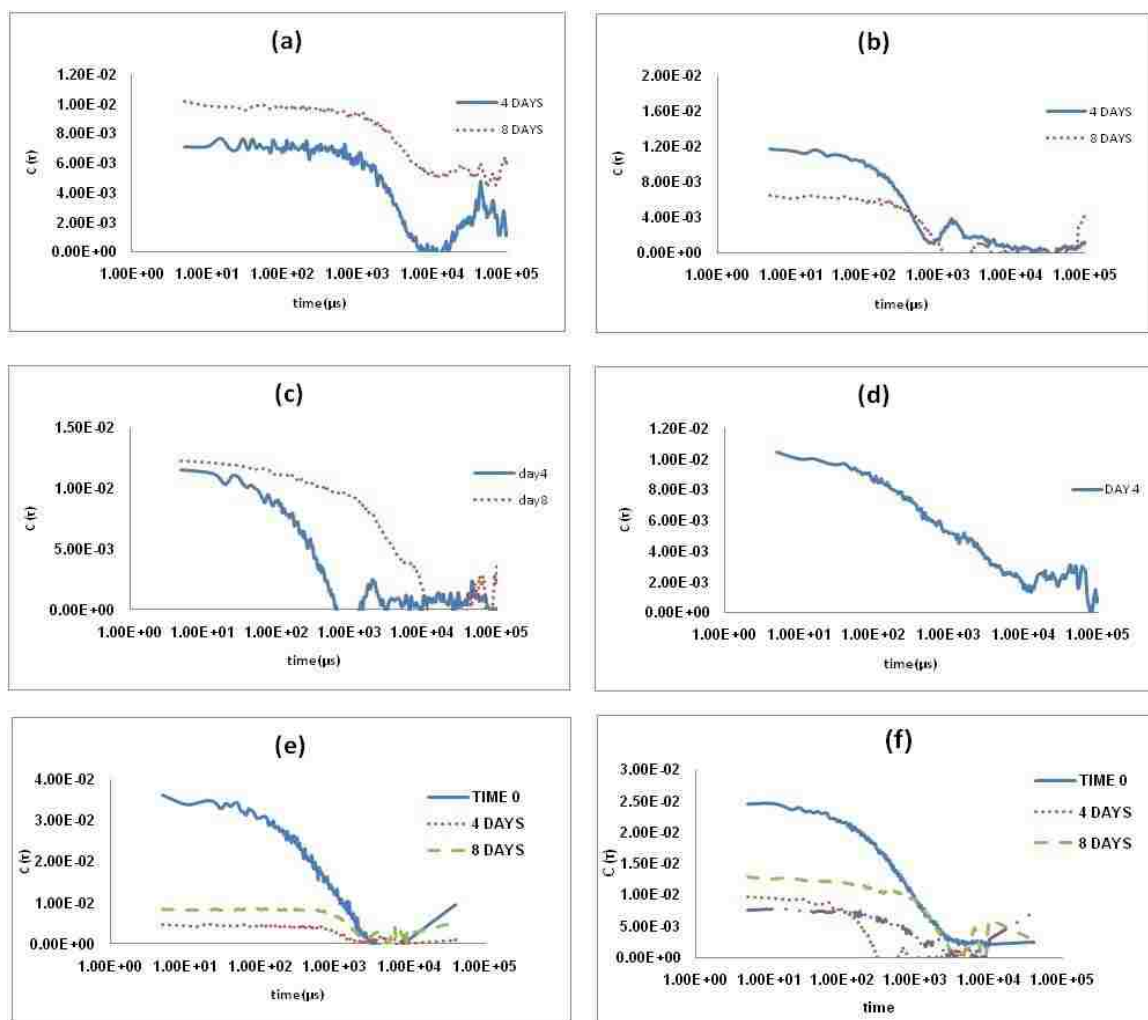 (a)
1.20E-02
1.00E-02
8.00E-03
6.00E-03
4.00E-03
2.00E-03
0.00E+00
C (τ)
1.00E+00 1.00E+01 1.00E+02 1.00E+03 1.00E+04 1.00E+05
time(µs)
4 DAYS
8 DAYS
(b)
2.00E-02
1.60E-02
1.20E-02
8.00E-03
4.00E-03
0.00E+00
C (τ)
1.00E+00 1.00E+01 1.00E+02 1.00E+03 1.00E+04 1.00E+05
time(µs)
4 DAYS
8 DAYS
(c)
1.50E-02
1.00E-02
5.00E-03
0.00E+00
C (τ)
1.00E+00 1.00E+01 1.00E+02 1.00E+03 1.00E+04 1.00E+05
time(µs)
day4
day8
(d)
1.20E-02
1.00E-02
8.00E-03
6.00E-03
4.00E-03
2.00E-03
0.00E+00
C (τ)
1.00E+00 1.00E+01 1.00E+02 1.00E+03 1.00E+04 1.00E+05
time(µs)
DAY 4
(e)
4.00E-02
3.00E-02
2.00E-02
1.00E-02
0.00E+00
C (τ)
1.00E+00 1.00E+01 1.00E+02 1.00E+03 1.00E+04 1.00E+05
time(µs)
TIME 0
4 DAYS
8 DAYS
(f)
3.00E-02
2.50E-02
2.00E-02
1.50E-02
1.00E-02
5.00E-03
0.00E+00
C (τ)
1.00E+00 1.00E+01 1.00E+02 1.00E+03 1.00E+04 1.00E+05
time
TIME 0
4 DAYS
8 DAYS